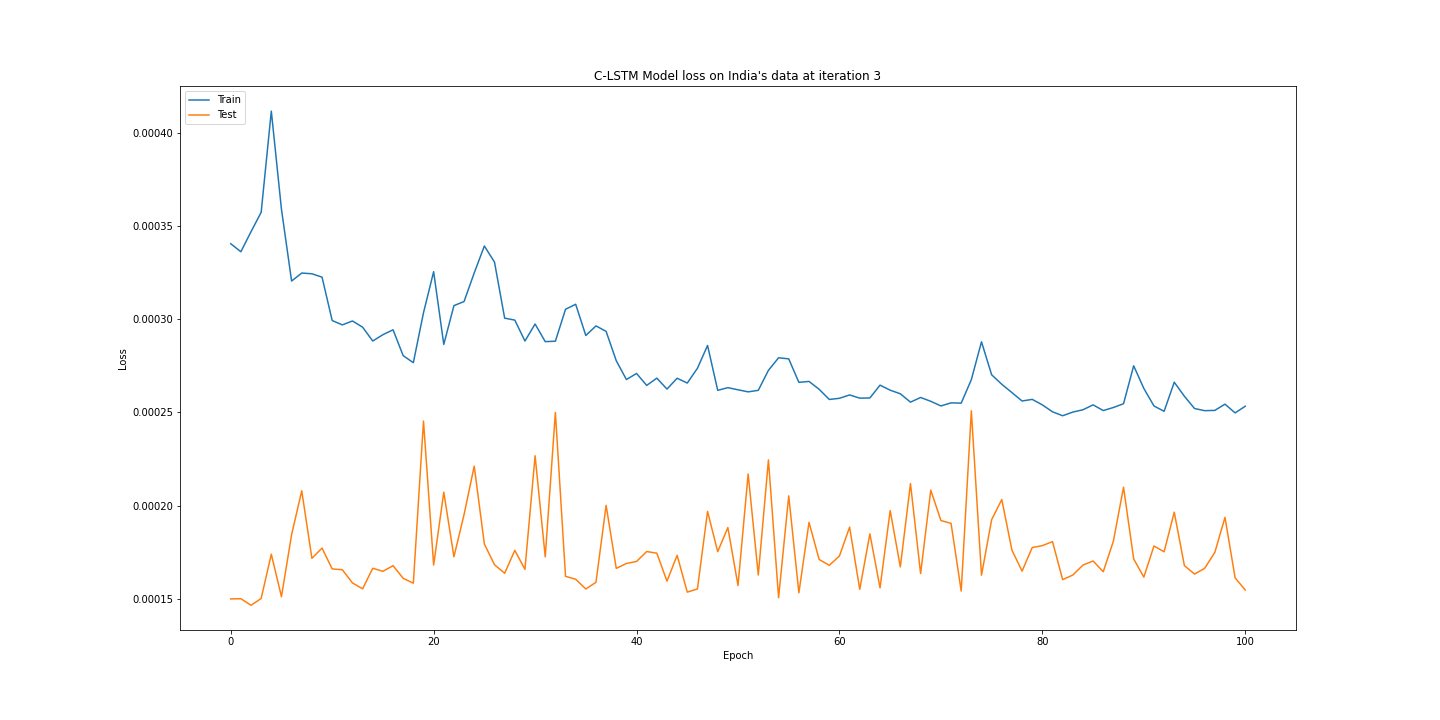 C-LSTM Model loss on India's data at iteration 3
Train
Test
0.00040
0.00035
0.00030
0.00025
0.00020
0.00015
Loss
0 20 40 60 80 100
Epoch